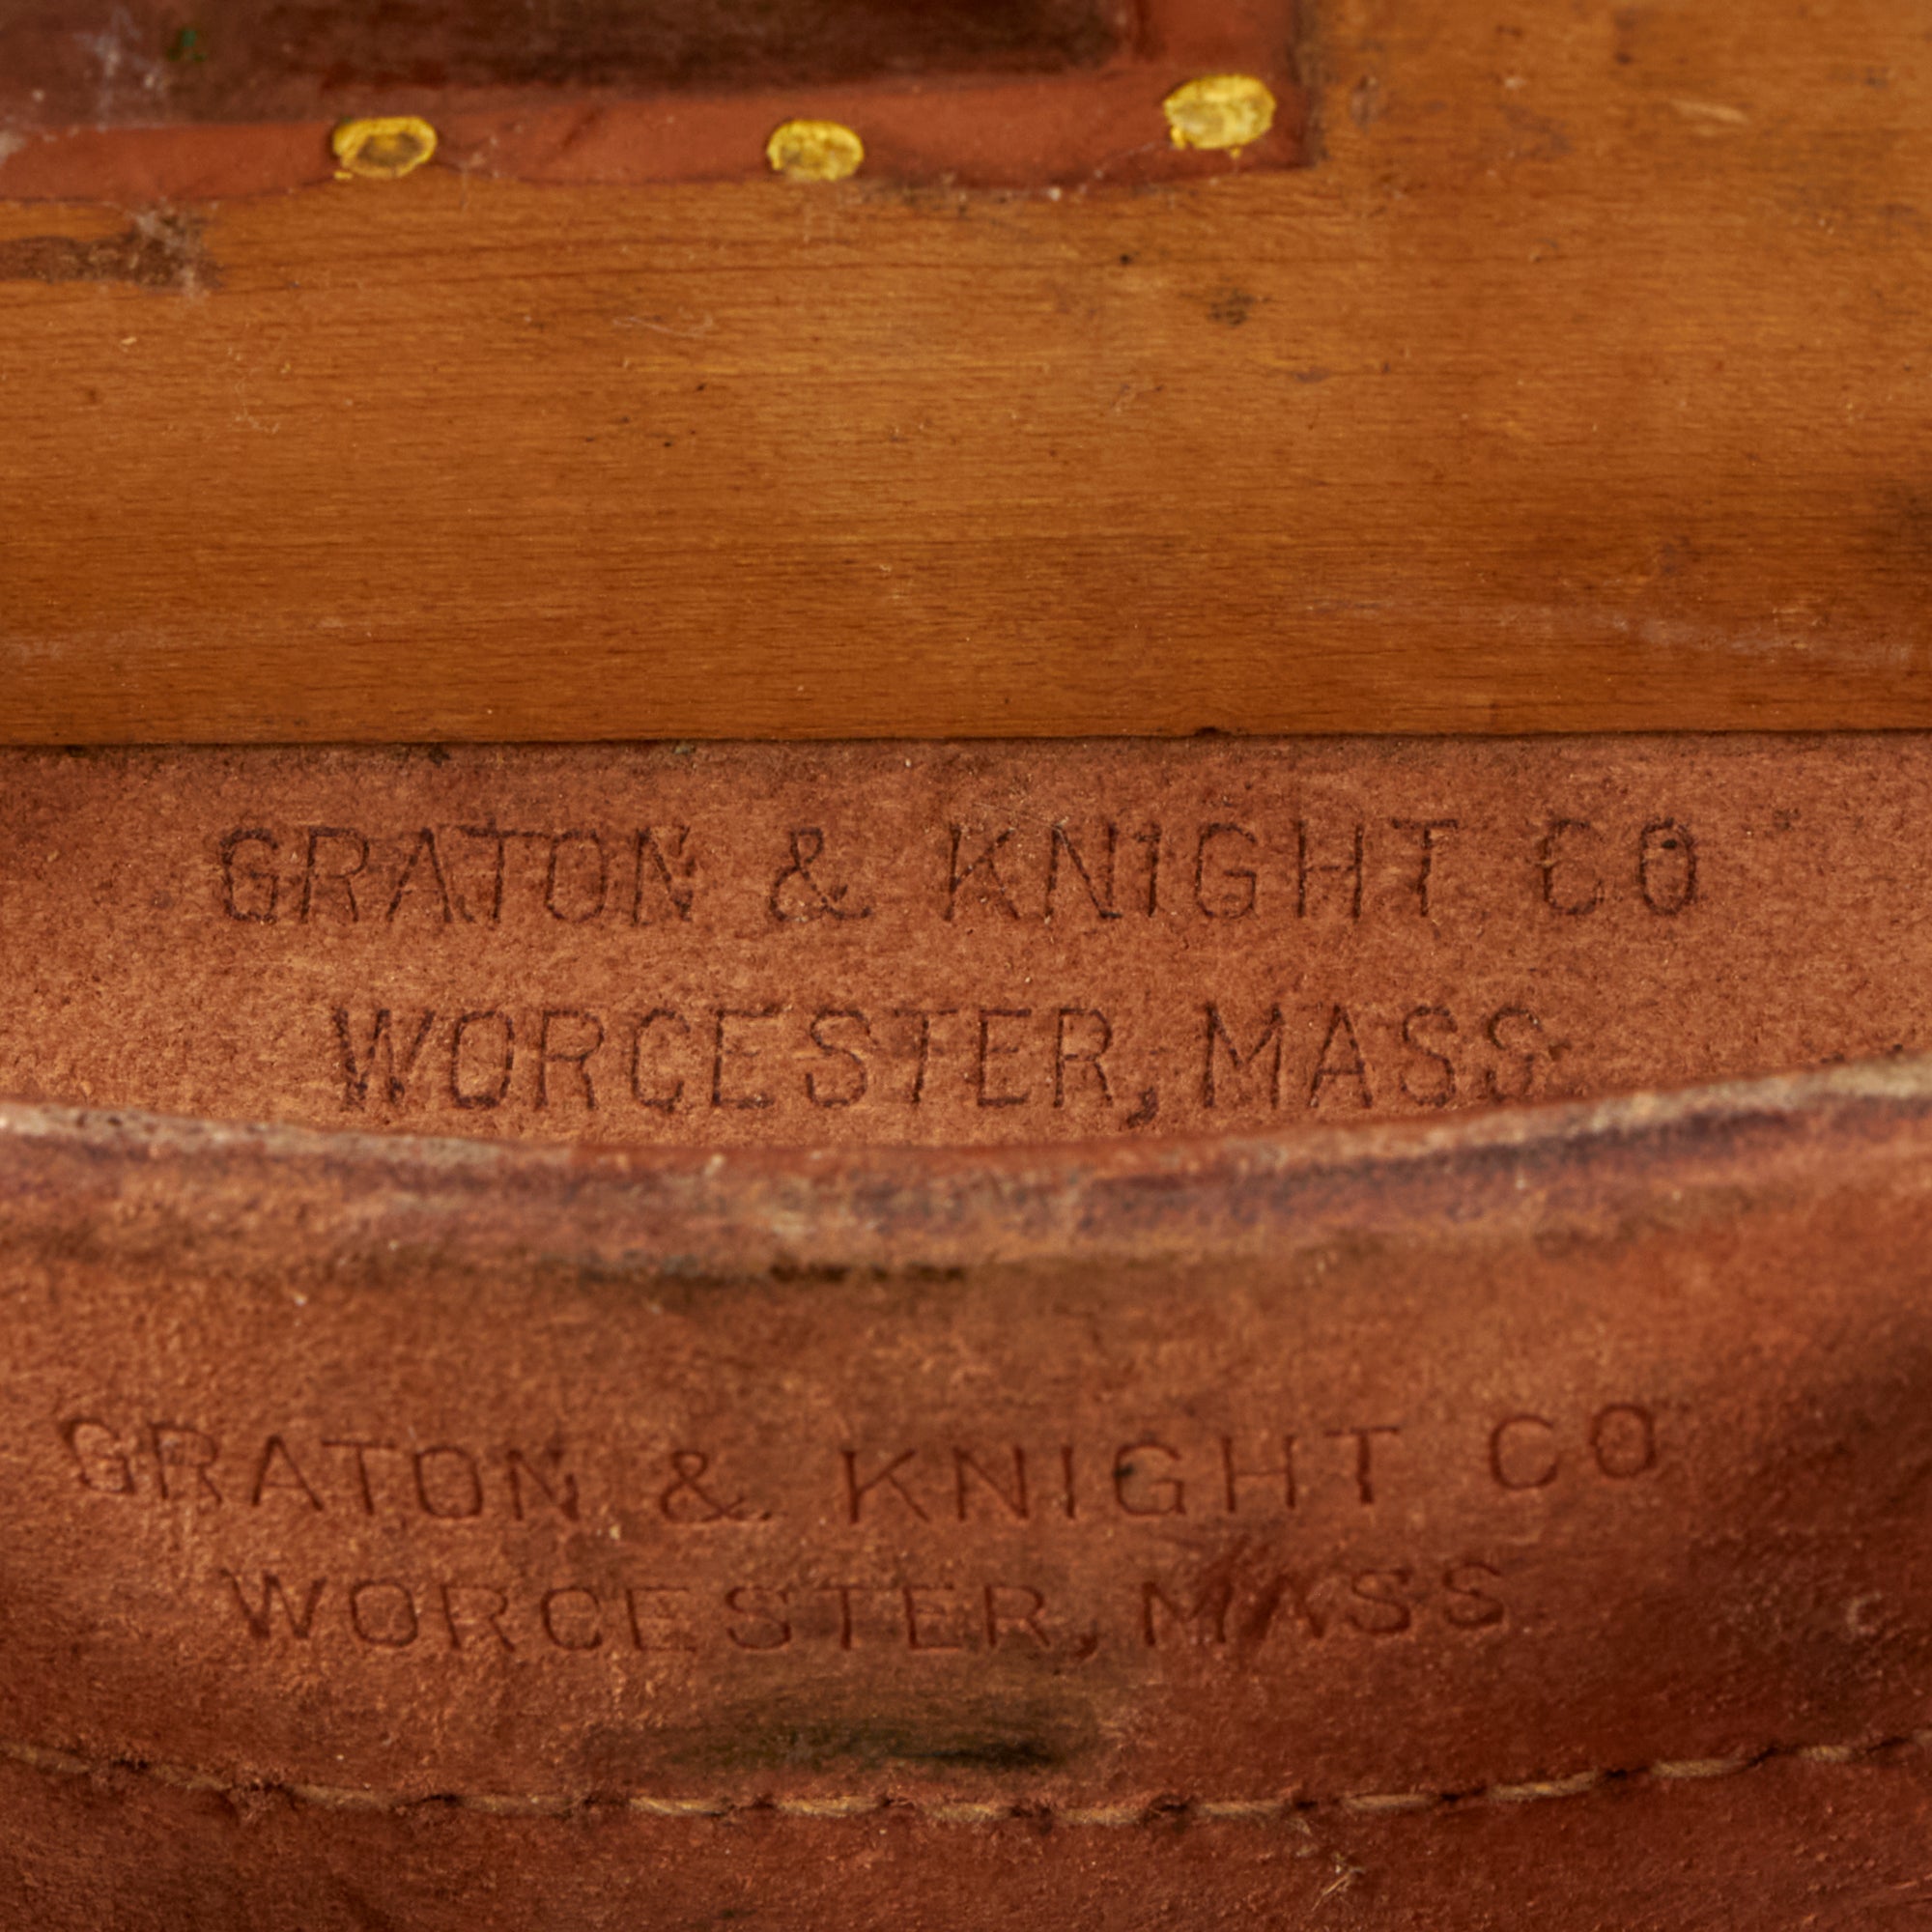 GRATON & KNIGHT CO
WORCESTER, MASS
GRATON & KNIGHT CO
WORCESTER, MASS